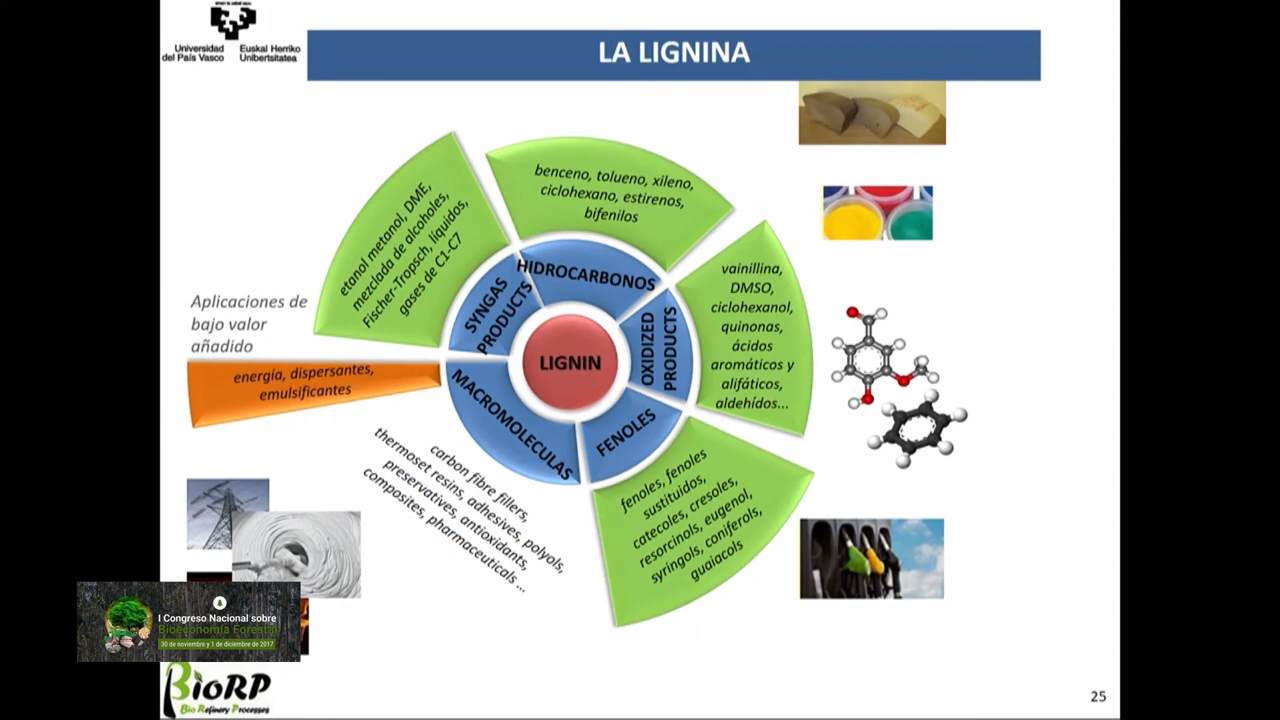 Universidad
del País Vasco
Euskal Herriko
Unibertsitatea
LA LIGNINA
benceno, tolueno, xileno,
ciclohexano, estirenos,
bifenilos
etanol metanol, DME,
mezclada de alcoholes,
Fischer-Tropsch, líquidos,
gases de C1-C7
HIDROCARBONOS
SYNGAS
PRODUCTS
OXIDIZED
PRODUCTS
vainillina,
DMSO,
ciclohexanol,
quinonas,
ácidos
aromáticos y
alifáticos,
aldehídos...
Aplicaciones de
bajo valor
añadido
LIGNIN
energía, dispersantes,
emulsificantes
MACROMOLECULAS
FENOLES
carbon fibre fillers,
thermoset resins, adhesives, polyols,
preservatives, antioxidants,
composites, pharmaceuticals ...
fenoles, fenoles
sustituidos,
catecoles, cresoles,
resorcinols, eugenol,
syringols, coniferols,
guaiacols
I Congreso Nacional sobre
Bioeconomía Forestal
30 de noviembre y 1 de diciembre de 2017
BioRP
Bio Refinery Processes
25